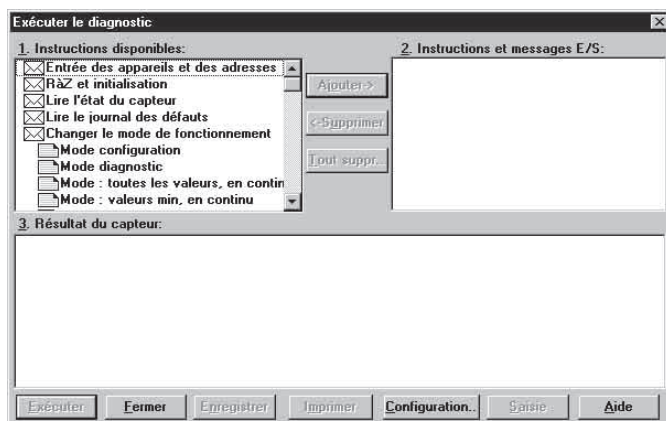 Exécuter le diagnostic
1. Instructions disponibles:
Entrée des appareils et des adresses
RàZ et initialisation
Lire l'état du capteur
Lire le journal des défauts
Changer le mode de fonctionnement
Mode configuration
Mode diagnostic
Mode : toutes les valeurs, en contin
Mode : valeurs min, en continu
Ajouter->
<-Supprimer
Tout suppr..
2. Instructions et messages E/S:
3. Résultat du capteur:
Exécuter Fermer Enregistrer Imprimer Configuration.. Saisie Aide